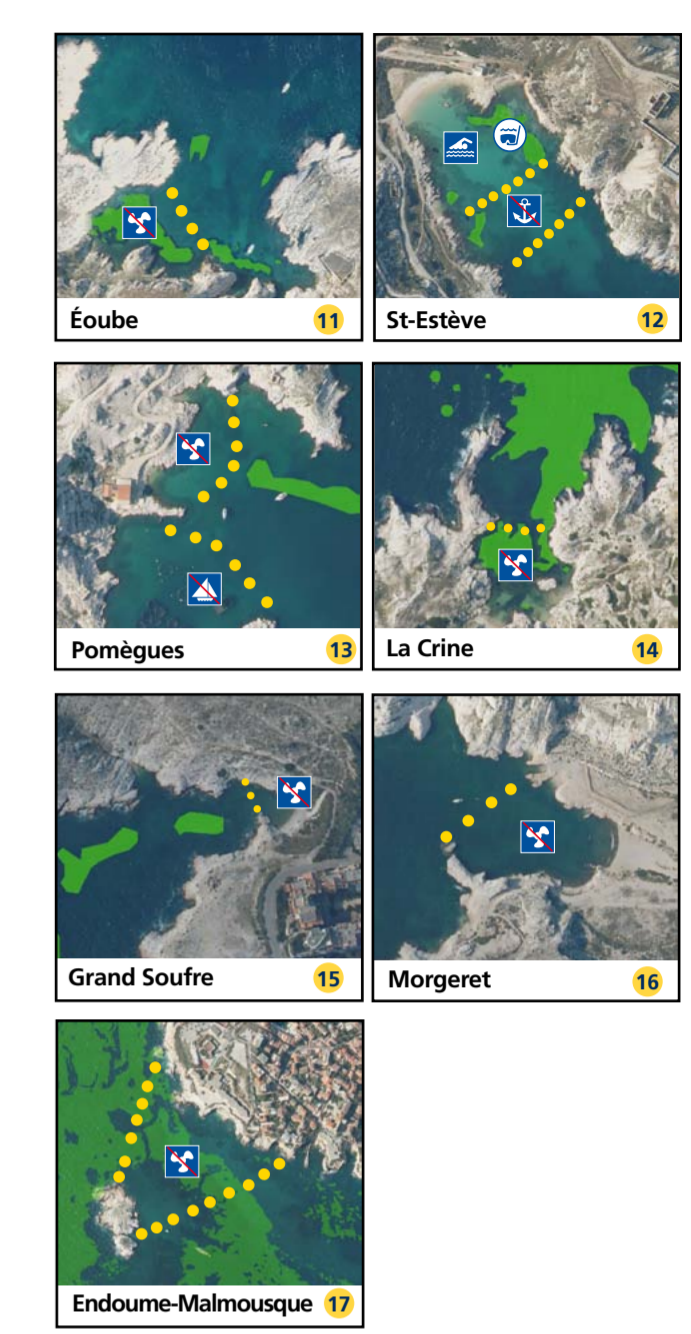 Éoube 11
St-Estève 12
Pomègues 13
La Crine 14
Grand Soufre 15
Morgeret 16
Endoume-Malmousque 17